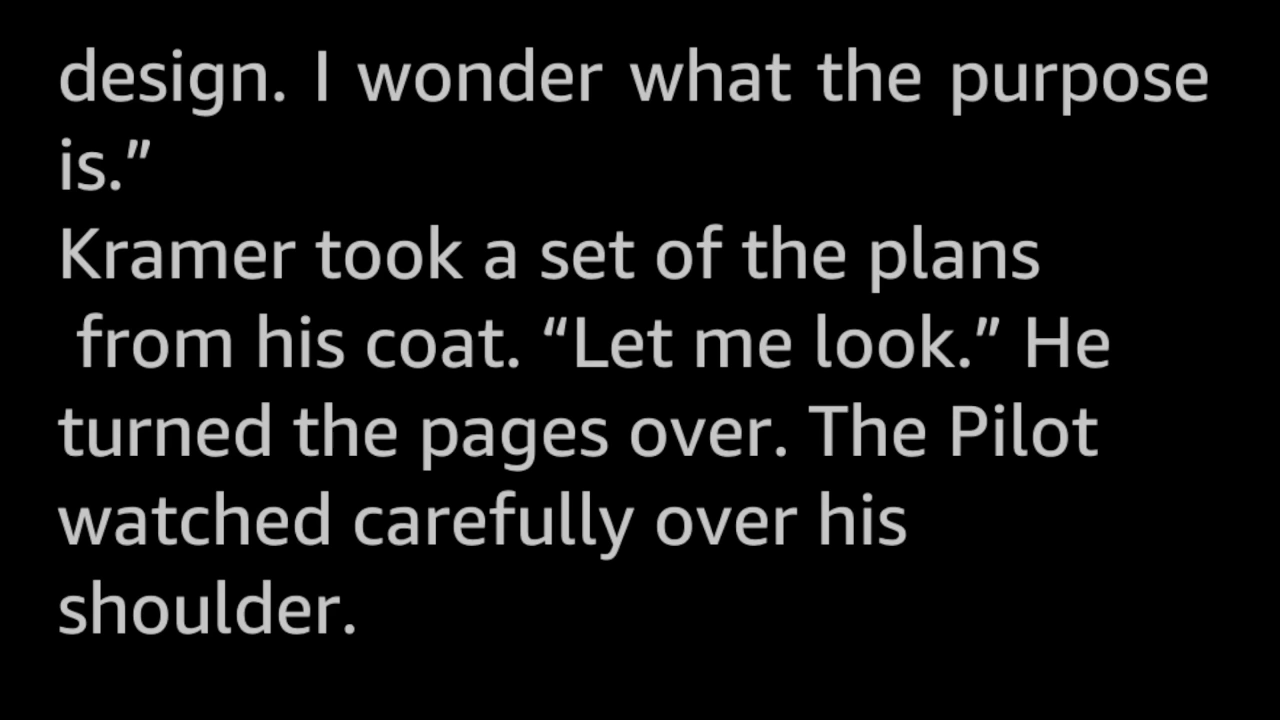 design. I wonder what the purpose
is.”
Kramer took a set of the plans
from his coat. “Let me look.” He
turned the pages over. The Pilot
watched carefully over his
shoulder.